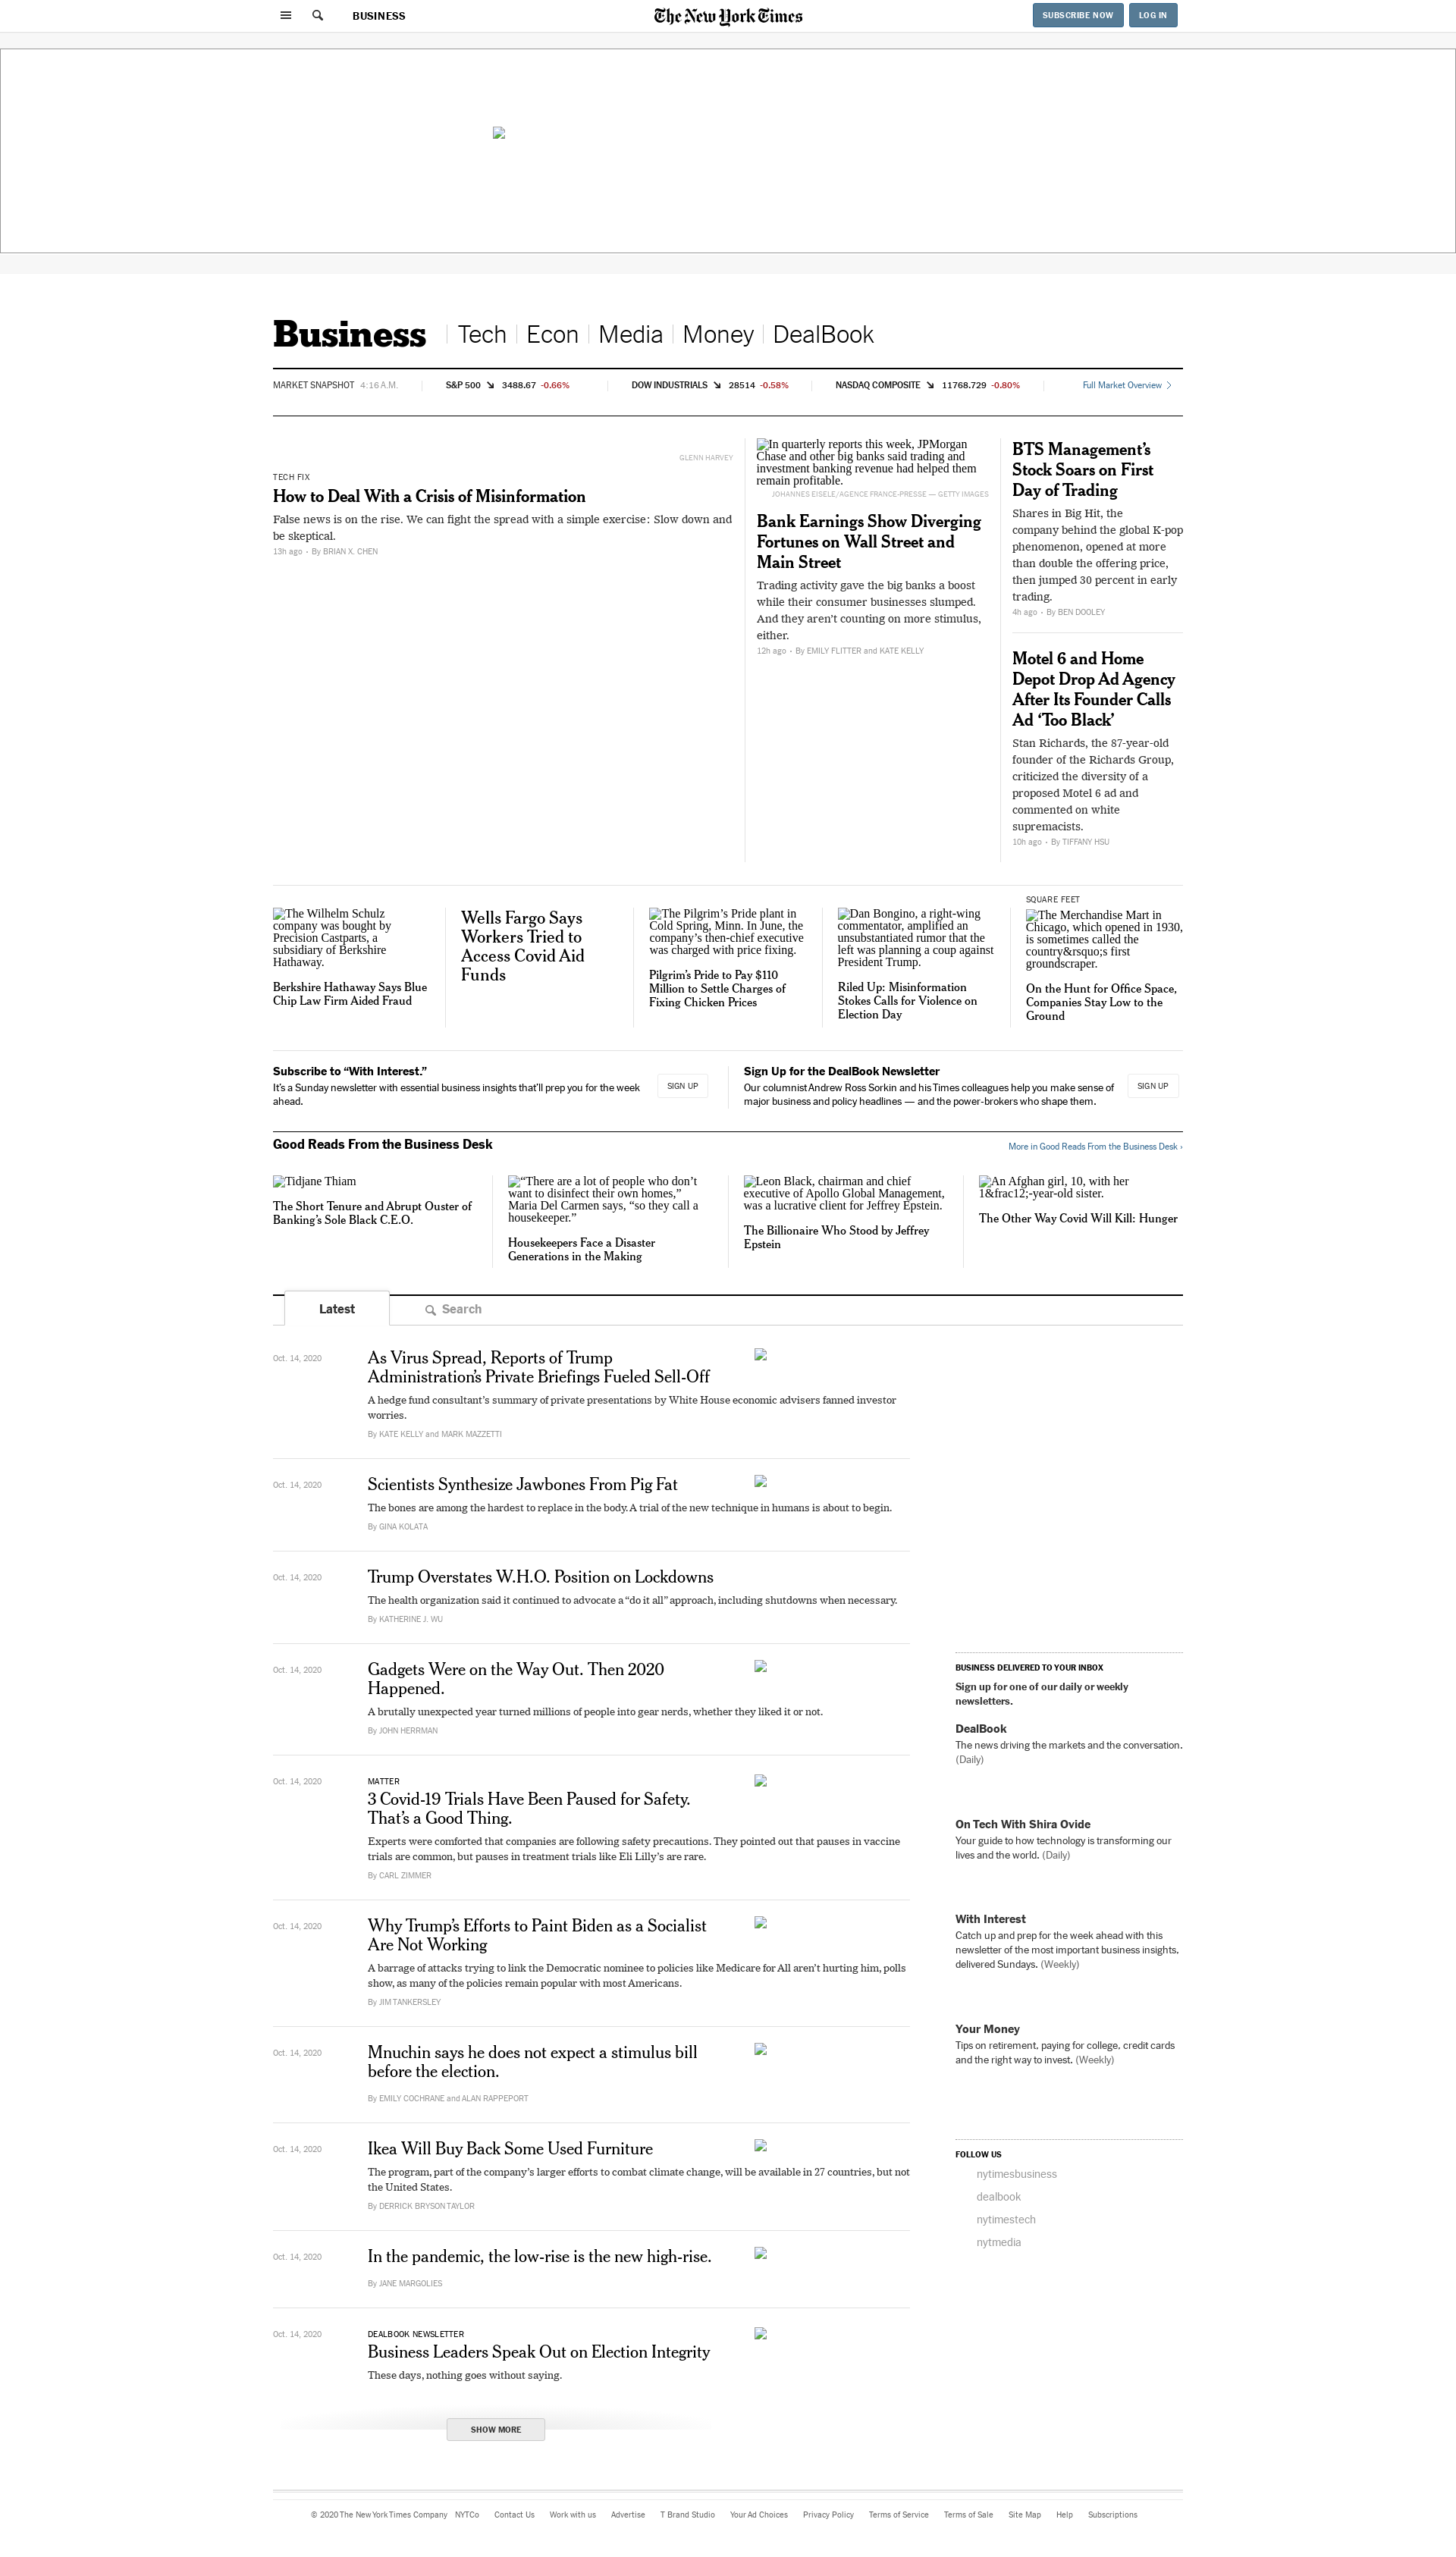 BUSINESS
The New York Times
SUBSCRIBE NOW
LOG IN
Business
Tech
Econ
Media
Money
DealBook
MARKET SNAPSHOT 4:16 A.M.
S&P 500 3488.67 -0.66%
DOW INDUSTRIALS 28514 -0.58%
NASDAQ COMPOSITE 11768.729 -0.80%
Full Market Overview
GLENN HARVEY
TECH FIX
How to Deal With a Crisis of Misinformation
False news is on the rise. We can fight the spread with a simple exercise: Slow down and
be skeptical.
13h ago • By BRIAN X. CHEN
In quarterly reports this week, JPMorgan
Chase and other big banks said trading and
investment banking revenue had helped them
remain profitable.
JOHANNES EISELE/AGENCE FRANCE-PRESSE — GETTY IMAGES
Bank Earnings Show Diverging
Fortunes on Wall Street and
Main Street
Trading activity gave the big banks a boost
while their consumer businesses slumped.
And they aren’t counting on more stimulus,
either.
12h ago • By EMILY FLITTER and KATE KELLY
BTS Management’s
Stock Soars on First
Day of Trading
Shares in Big Hit, the
company behind the global K-pop
phenomenon, opened at more
than double the offering price,
then jumped 30 percent in early
trading.
4h ago • By BEN DOOLEY
Motel 6 and Home
Depot Drop Ad Agency
After Its Founder Calls
Ad ‘Too Black’
Stan Richards, the 87-year-old
founder of the Richards Group,
criticized the diversity of a
proposed Motel 6 ad and
commented on white
supremacists.
10h ago • By TIFFANY HSU
The Wilhelm Schulz
company was bought by
Precision Castparts, a
subsidiary of Berkshire
Hathaway.
Berkshire Hathaway Says Blue
Chip Law Firm Aided Fraud
Wells Fargo Says
Workers Tried to
Access Covid Aid
Funds
The Pilgrim’s Pride plant in
Cold Spring, Minn. In June, the
company’s then-chief executive
was charged with price fixing.
Pilgrim’s Pride to Pay $110
Million to Settle Charges of
Fixing Chicken Prices
Dan Bongino, a right-wing
commentator, amplified an
unsubstantiated rumor that the
left was planning a coup against
President Trump.
Riled Up: Misinformation
Stokes Calls for Violence on
Election Day
SQUARE FEET
The Merchandise Mart in
Chicago, which opened in 1930,
is sometimes called the
country&rsquo;s first
groundscraper.
On the Hunt for Office Space,
Companies Stay Low to the
Ground
Subscribe to “With Interest.”
It’s a Sunday newsletter with essential business insights that’ll prep you for the week
ahead.
SIGN UP
Sign Up for the DealBook Newsletter
Our columnist Andrew Ross Sorkin and his Times colleagues help you make sense of
major business and policy headlines — and the power-brokers who shape them.
SIGN UP
Good Reads From the Business Desk
More in Good Reads From the Business Desk ›
Tidjane Thiam
The Short Tenure and Abrupt Ouster of
Banking’s Sole Black C.E.O.
“There are a lot of people who don’t
want to disinfect their own homes,”
Maria Del Carmen says, “so they call a
housekeeper.”
Housekeepers Face a Disaster
Generations in the Making
Leon Black, chairman and chief
executive of Apollo Global Management,
was a lucrative client for Jeffrey Epstein.
The Billionaire Who Stood by Jeffrey
Epstein
An Afghan girl, 10, with her
1&frac12;-year-old sister.
The Other Way Covid Will Kill: Hunger
Latest
Search
Oct. 14, 2020
As Virus Spread, Reports of Trump
Administration’s Private Briefings Fueled Sell-Off
A hedge fund consultant’s summary of private presentations by White House economic advisers fanned investor
worries.
By KATE KELLY and MARK MAZZETTI
Oct. 14, 2020
Scientists Synthesize Jawbones From Pig Fat
The bones are among the hardest to replace in the body. A trial of the new technique in humans is about to begin.
By GINA KOLATA
Oct. 14, 2020
Trump Overstates W.H.O. Position on Lockdowns
The health organization said it continued to advocate a “do it all” approach, including shutdowns when necessary.
By KATHERINE J. WU
Oct. 14, 2020
Gadgets Were on the Way Out. Then 2020
Happened.
A brutally unexpected year turned millions of people into gear nerds, whether they liked it or not.
By JOHN HERRMAN
Oct. 14, 2020
MATTER
3 Covid-19 Trials Have Been Paused for Safety.
That’s a Good Thing.
Experts were comforted that companies are following safety precautions. They pointed out that pauses in vaccine
trials are common, but pauses in treatment trials like Eli Lilly’s are rare.
By CARL ZIMMER
Oct. 14, 2020
Why Trump’s Efforts to Paint Biden as a Socialist
Are Not Working
A barrage of attacks trying to link the Democratic nominee to policies like Medicare for All aren’t hurting him, polls
show, as many of the policies remain popular with most Americans.
By JIM TANKERSLEY
Oct. 14, 2020
Mnuchin says he does not expect a stimulus bill
before the election.
By EMILY COCHRANE and ALAN RAPPEPORT
Oct. 14, 2020
Ikea Will Buy Back Some Used Furniture
The program, part of the company’s larger efforts to combat climate change, will be available in 27 countries, but not
the United States.
By DERRICK BRYSON TAYLOR
Oct. 14, 2020
In the pandemic, the low-rise is the new high-rise.
By JANE MARGOLIES
Oct. 14, 2020
DEALBOOK NEWSLETTER
Business Leaders Speak Out on Election Integrity
These days, nothing goes without saying.
SHOW MORE
BUSINESS DELIVERED TO YOUR INBOX
Sign up for one of our daily or weekly
newsletters.
DealBook
The news driving the markets and the conversation.
(Daily)
On Tech With Shira Ovide
Your guide to how technology is transforming our
lives and the world. (Daily)
With Interest
Catch up and prep for the week ahead with this
newsletter of the most important business insights,
delivered Sundays. (Weekly)
Your Money
Tips on retirement, paying for college, credit cards
and the right way to invest. (Weekly)
FOLLOW US
nytimesbusiness
dealbook
nytimestech
nytmedia
© 2020 The New York Times Company NYTCo Contact Us Work with us Advertise T Brand Studio Your Ad Choices Privacy Policy Terms of Service Terms of Sale Site Map Help Subscriptions